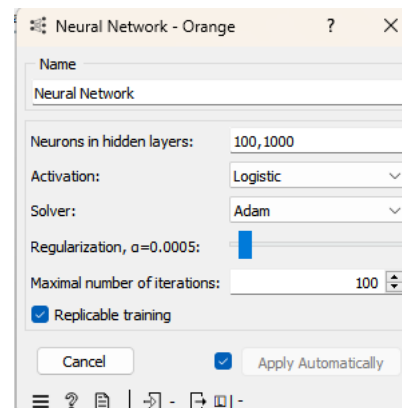 Neural Network - Orange ? ×
Name
Neural Network
Neurons in hidden layers: 100,1000
Activation: Logistic
Solver: Adam
Regularization, α=0.0005:
Maximal number of iterations: 100
Replicable training
Cancel Apply Automatically